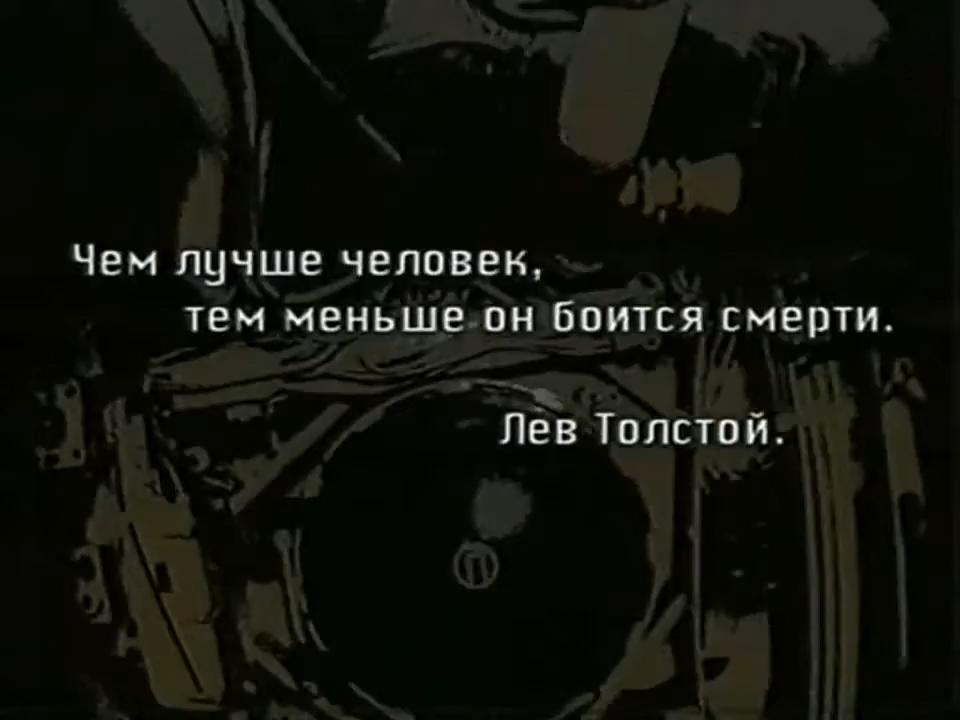 Чем лучше человек,
тем меньше он боится смерти.
Лев Толстой.